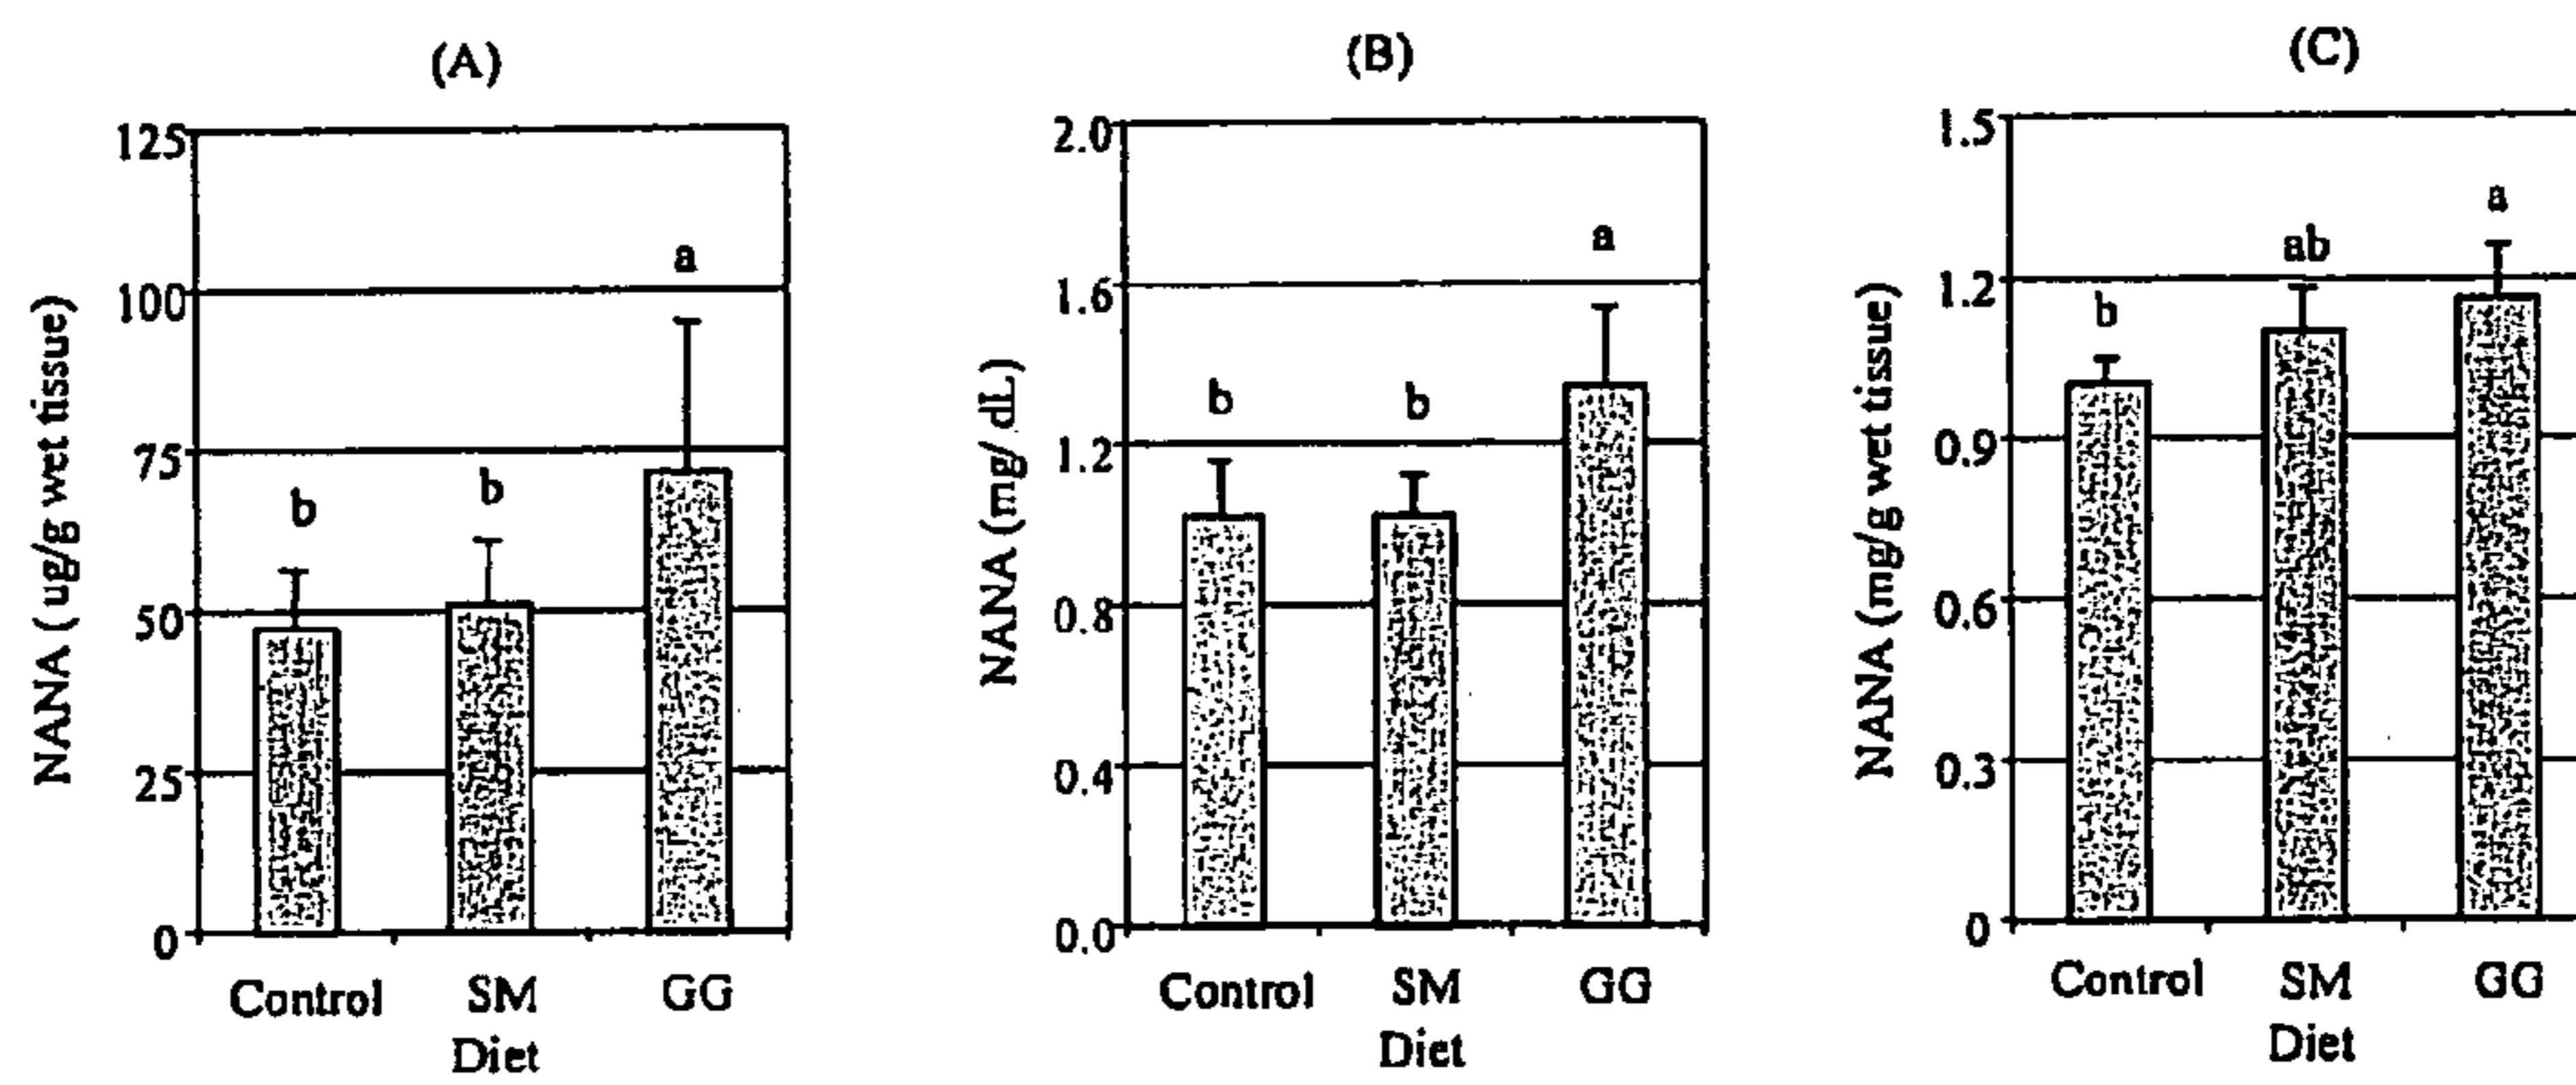 (A)
NANA ( ug/g wet tissue)
125
100
75
50
25
0
b
b
a
Control SM GG
Diet
(B)
NANA (mg/ dL)
2.0
1.6
1.2
0.8
0.4
0.0
b
b
a
Control SM GG
Diet
(C)
NANA (mg/g wet tissue)
1.5
1.2
0.9
0.6
0.3
0
b
ab
a
Control SM GG
Diet